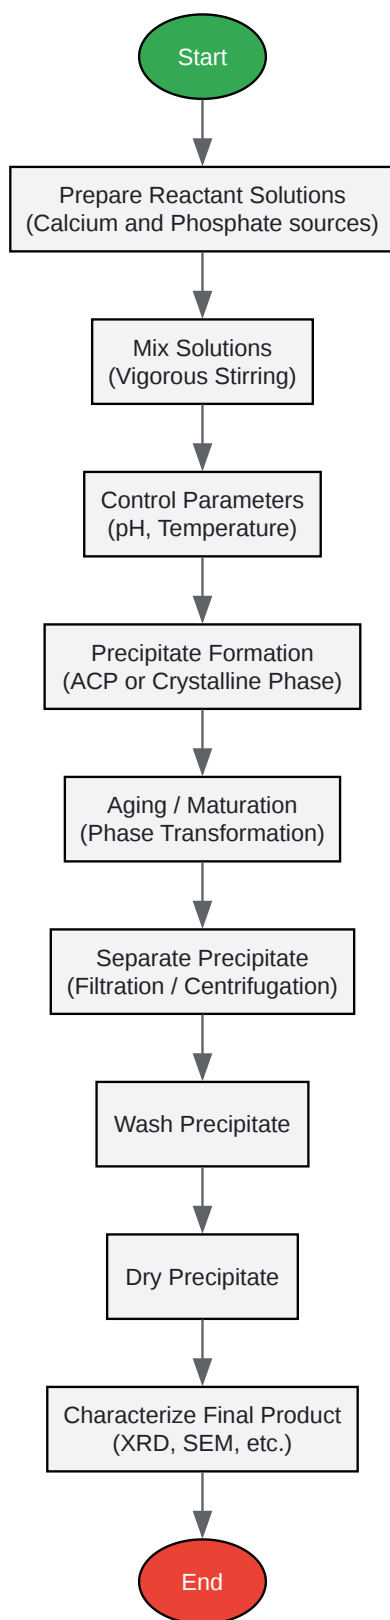 Start
Prepare Reactant Solutions
(Calcium and Phosphate sources)
Mix Solutions
(Vigorous Stirring)
Control Parameters
(pH, Temperature)
Precipitate Formation
(ACP or Crystalline Phase)
Aging / Maturation
(Phase Transformation)
Separate Precipitate
(Filtration / Centrifugation)
Wash Precipitate
Dry Precipitate
Characterize Final Product
(XRD, SEM, etc.)
End